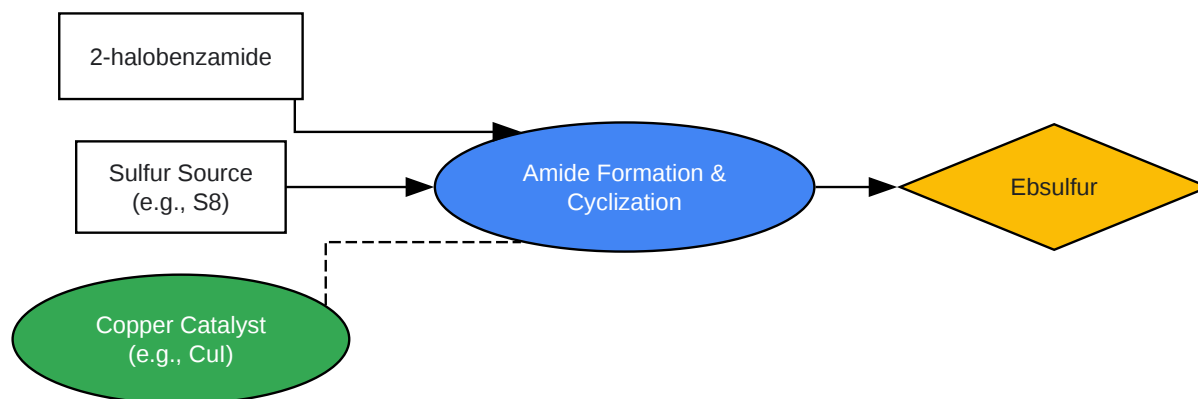 2-halobenzamide
Sulfur Source
(e.g., S8)
Amide Formation &
Cyclization
Ebsulfur
Copper Catalyst
(e.g., CuI)